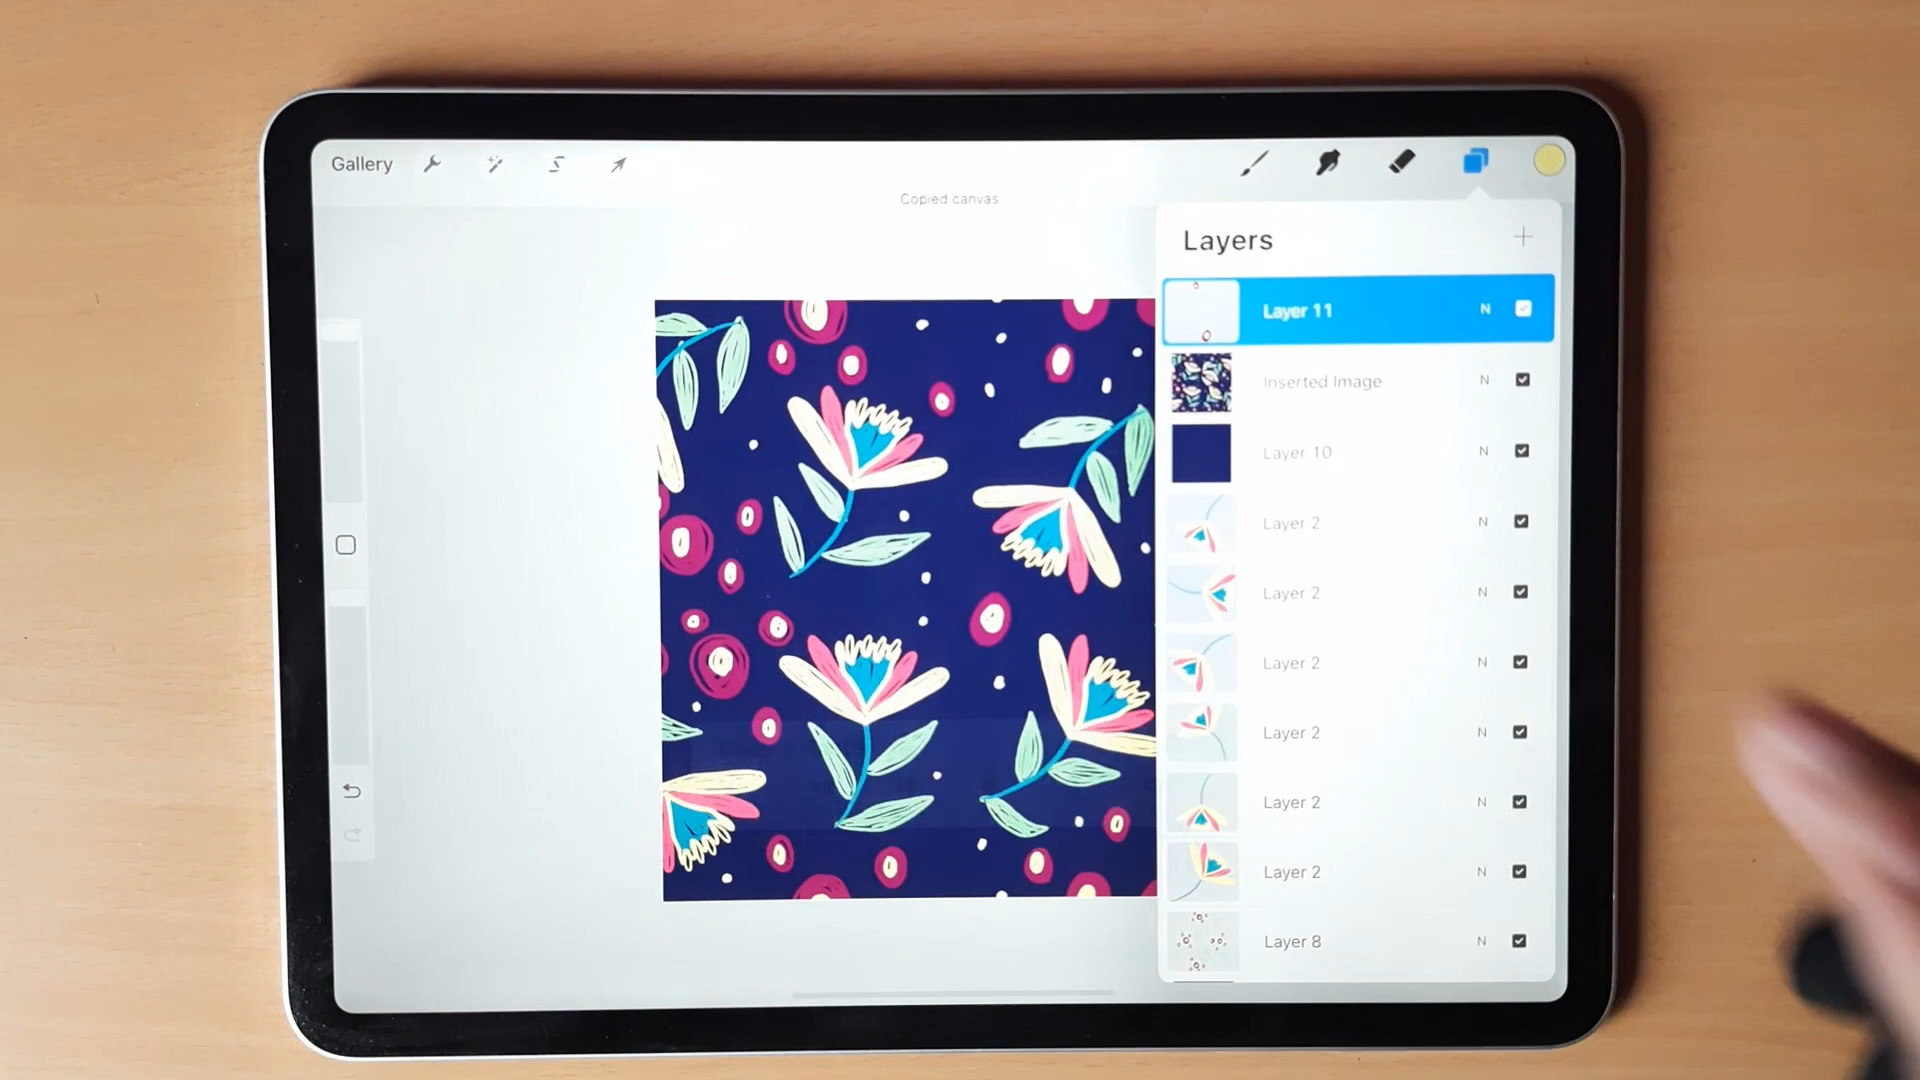 Gallery
Copied canvas
Layers
Layer 11 N
Inserted Image N
Layer 10 N
Layer 2 N
Layer 2 N
Layer 2 N
Layer 2 N
Layer 2 N
Layer 2 N
Layer 8 N